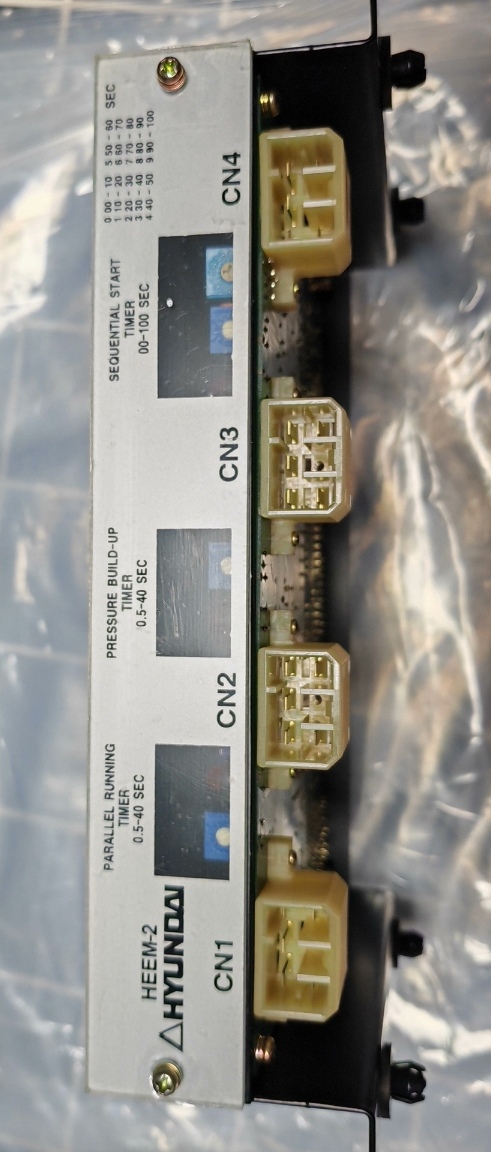 HEEM-2
HYUNDAI
CN1
PARALLEL RUNNING
TIMER
0.5-40 SEC
CN2
PRESSURE BUILD-UP
TIMER
0.5-40 SEC
CN3
SEQUENTIAL START
TIMER
00-100 SEC
0 00 - 10 5 50 - 60 SEC
1 10 - 20 6 60 - 70
2 20 - 30 7 70 - 80
3 30 - 40 8 80 - 90
4 40 - 50 9 90 - 100
CN4